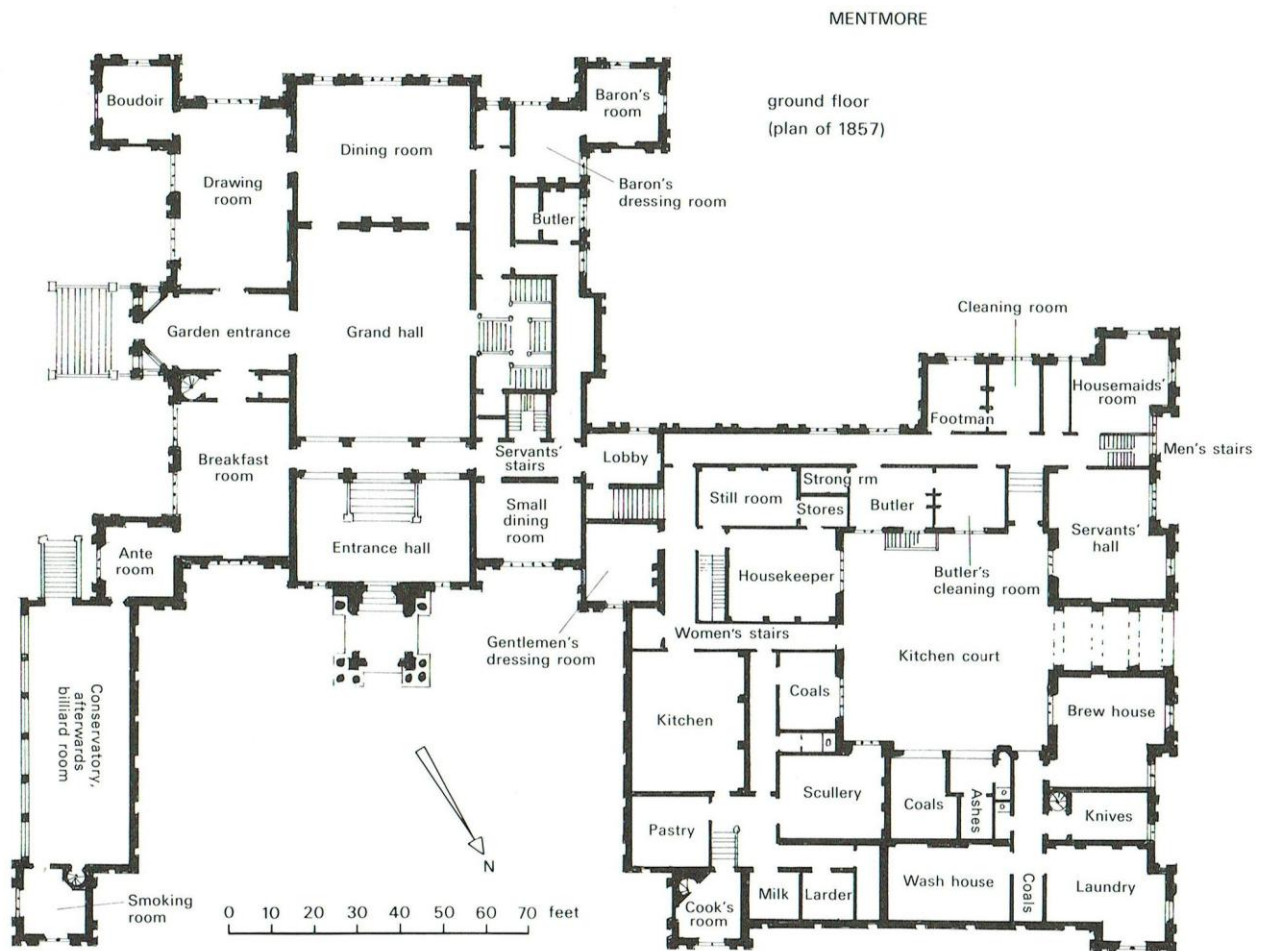 MENTMORE
ground floor
(plan of 1857)
Boudoir
Dining room
Baron's
room
Drawing
room
Baron's
dressing room
Butler
Garden entrance
Grand hall
Cleaning room
Housemaids'
room
Footman
Men's stairs
Breakfast
room
Servants'
stairs
Lobby
Strong rm
Still room
Stores
Butler
Small
dining
room
Servants'
hall
Ante
room
Entrance hall
Housekeeper
Butler's
cleaning room
Gentlemen's
dressing room
Women's stairs
Kitchen court
Conservatory,
afterwards
billiard room
Kitchen
Coals
Brew house
Scullery
Coals
Ashes
Knives
Pastry
N
Smoking
room
0 10 20 30 40 50 60 70 feet
Cook's
room
Milk
Larder
Wash house
Coals
Laundry